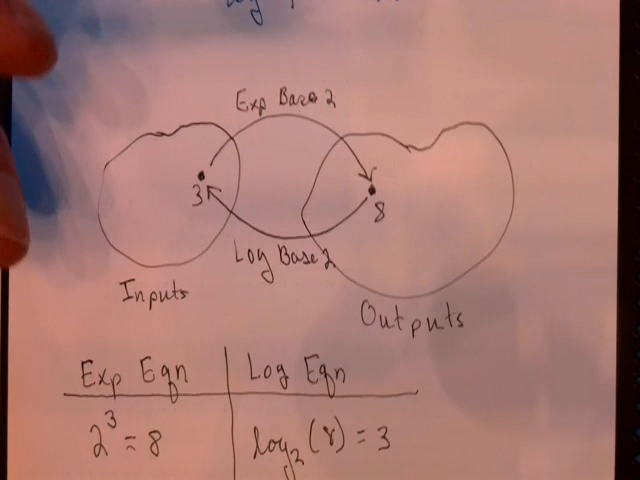 Exp Base 2
3
8
Log Base 2
Inputs
Outputs
Exp Eqn | Log Eqn
2³ = 8 | log₂(8) = 3